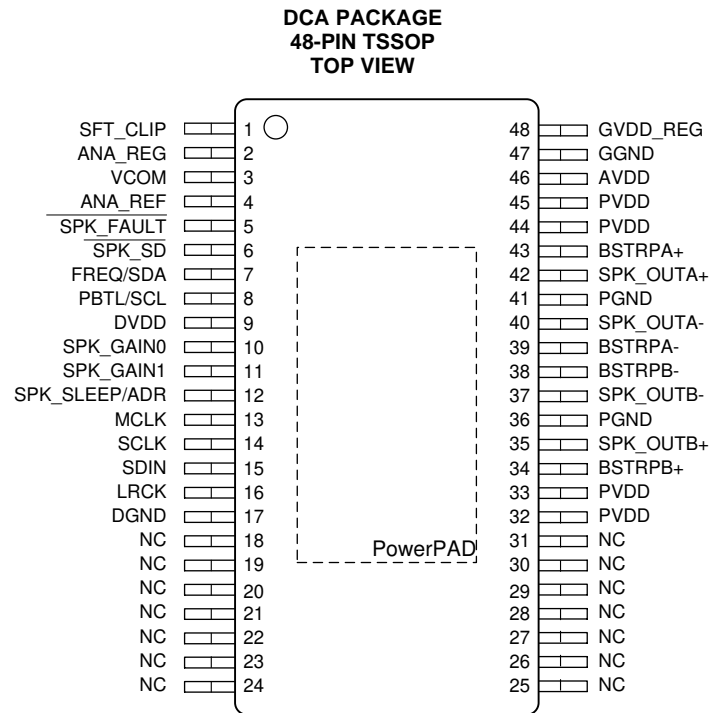 DCA PACKAGE
48-PIN TSSOP
TOP VIEW
SFT_CLIP 1 48 GVDD_REG
ANA_REG 2 47 GGND
VCOM 3 46 AVDD
ANA_REF 4 45 PVDD
SPK_FAULT 5 44 PVDD
SPK_SD 6 43 BSTRPA+
FREQ/SDA 7 42 SPK_OUTA+
PBTL/SCL 8 41 PGND
DVDD 9 40 SPK_OUTA-
SPK_GAIN0 10 39 BSTRPA-
SPK_GAIN1 11 38 BSTRPB-
SPK_SLEEP/ADR 12 37 SPK_OUTB-
MCLK 13 36 PGND
SCLK 14 35 SPK_OUTB+
SDIN 15 34 BSTRPB+
LRCK 16 33 PVDD
DGND 17 32 PVDD
NC 18 31 NC
PowerPAD
NC 19 30 NC
NC 20 29 NC
NC 21 28 NC
NC 22 27 NC
NC 23 26 NC
NC 24 25 NC